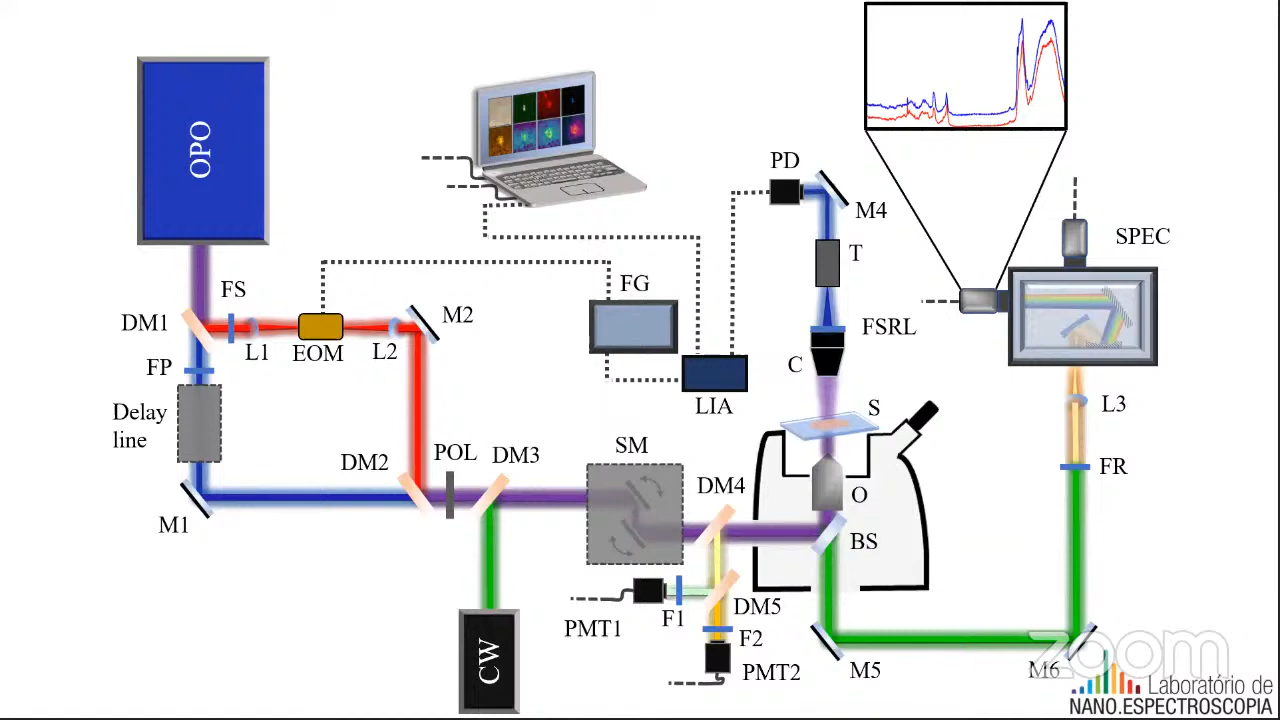 OPO
PD
M4
SPEC
T
FS
FG
DM1
M2
FSRL
L1
EOM
L2
FP
C
LIA
Delay
line
S
L3
SM
POL
DM3
DM2
FR
DM4
O
M1
BS
F1
DM5
PMT1
F2
CW
PMT2
M5
M6
zoom
Laboratório de
NANO.ESPECTROSCOPIA